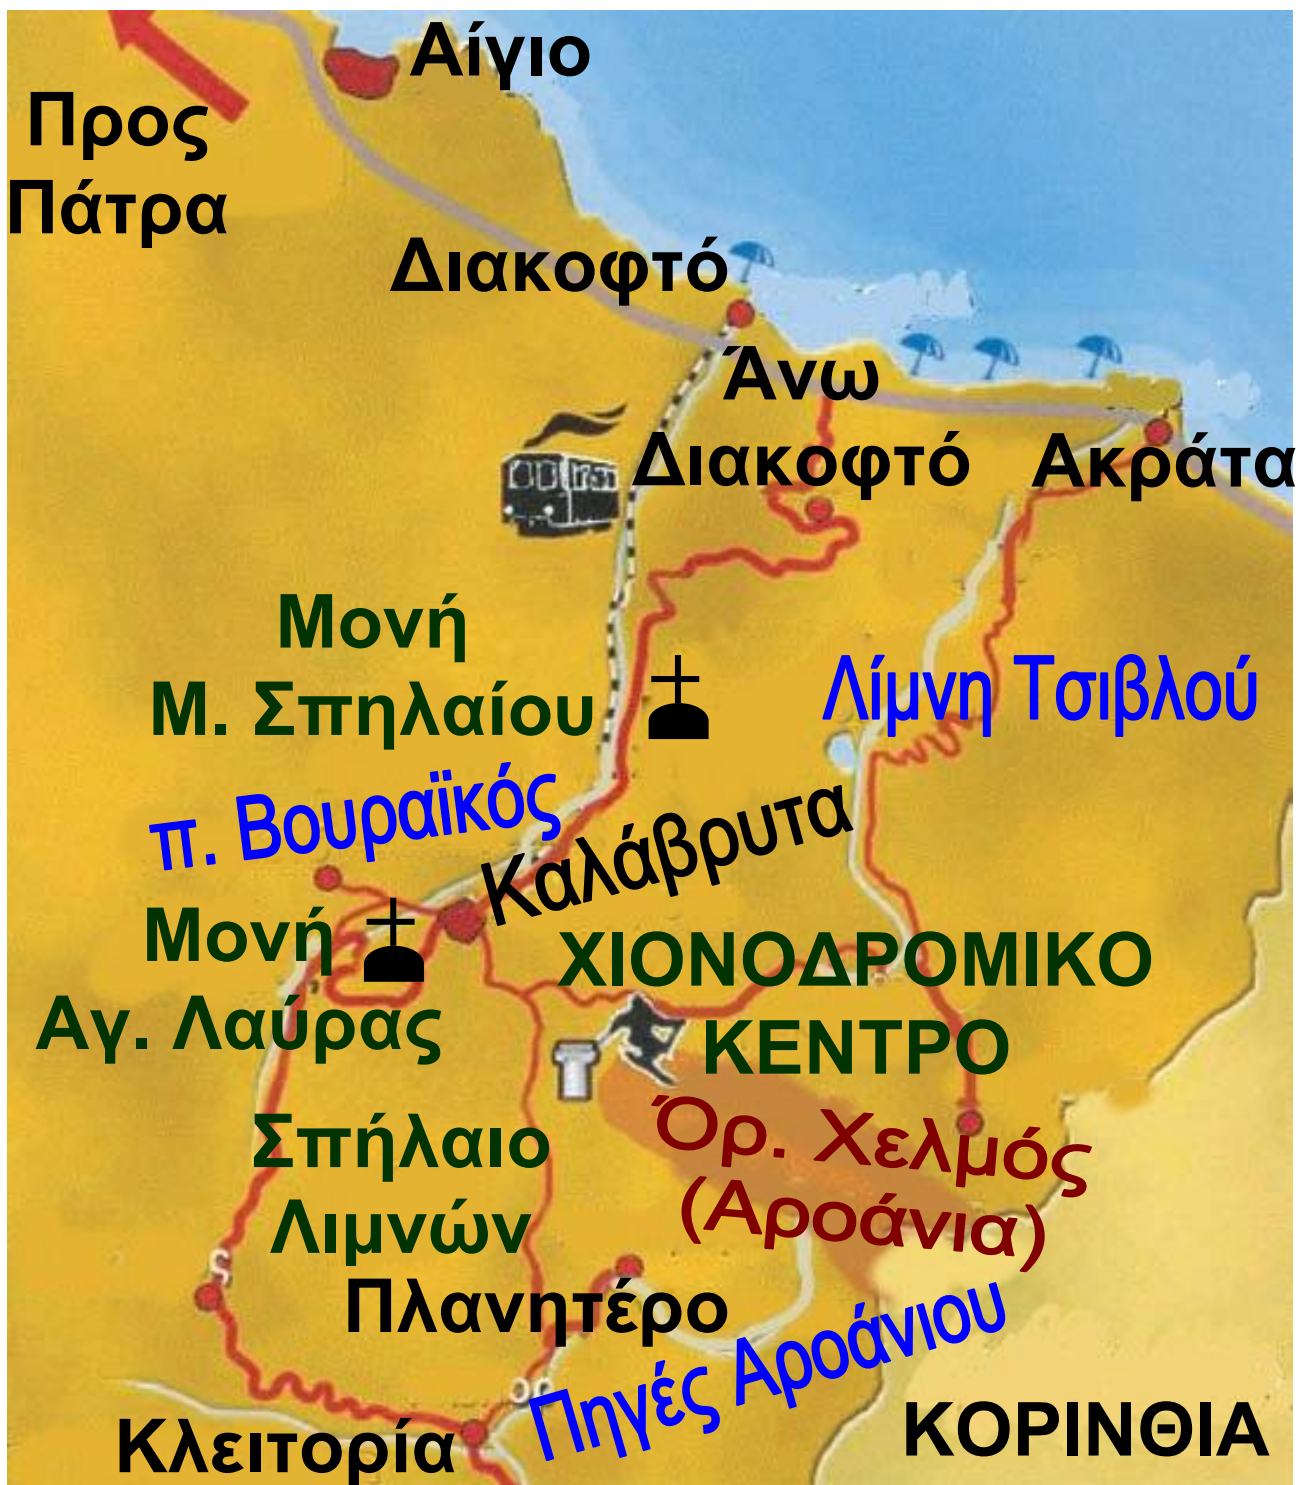 Αίγιο
Προς
Πάτρα
Διακοφτό
Άνω
Διακοφτό
Ακράτα
Μονή
Μ. Σπηλαίου
Λίμνη Τσιβλού
π. Βουραϊκός
Καλάβρυτα
Μονή
Αγ. Λαύρας
ΧΙΟΝΟΔΡΟΜΙΚΟ
ΚΕΝΤΡΟ
Όρ. Χελμός
(Αροάνια)
Σπήλαιο
Λιμνών
Πλανητέρο
Πηγές Αροάνιου
Κλειτορία
ΚΟΡΙΝΘΙΑ